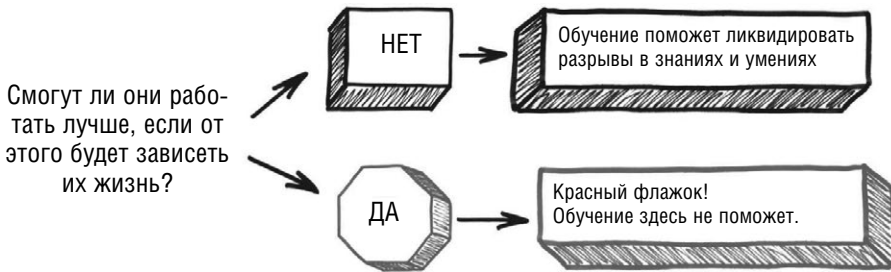 Смогут ли они рабо-
тать лучше, если от
этого будет зависеть
их жизнь?
НЕТ
Обучение поможет ликвидировать
разрывы в знаниях и умениях
ДА
Красный флажок!
Обучение здесь не поможет.